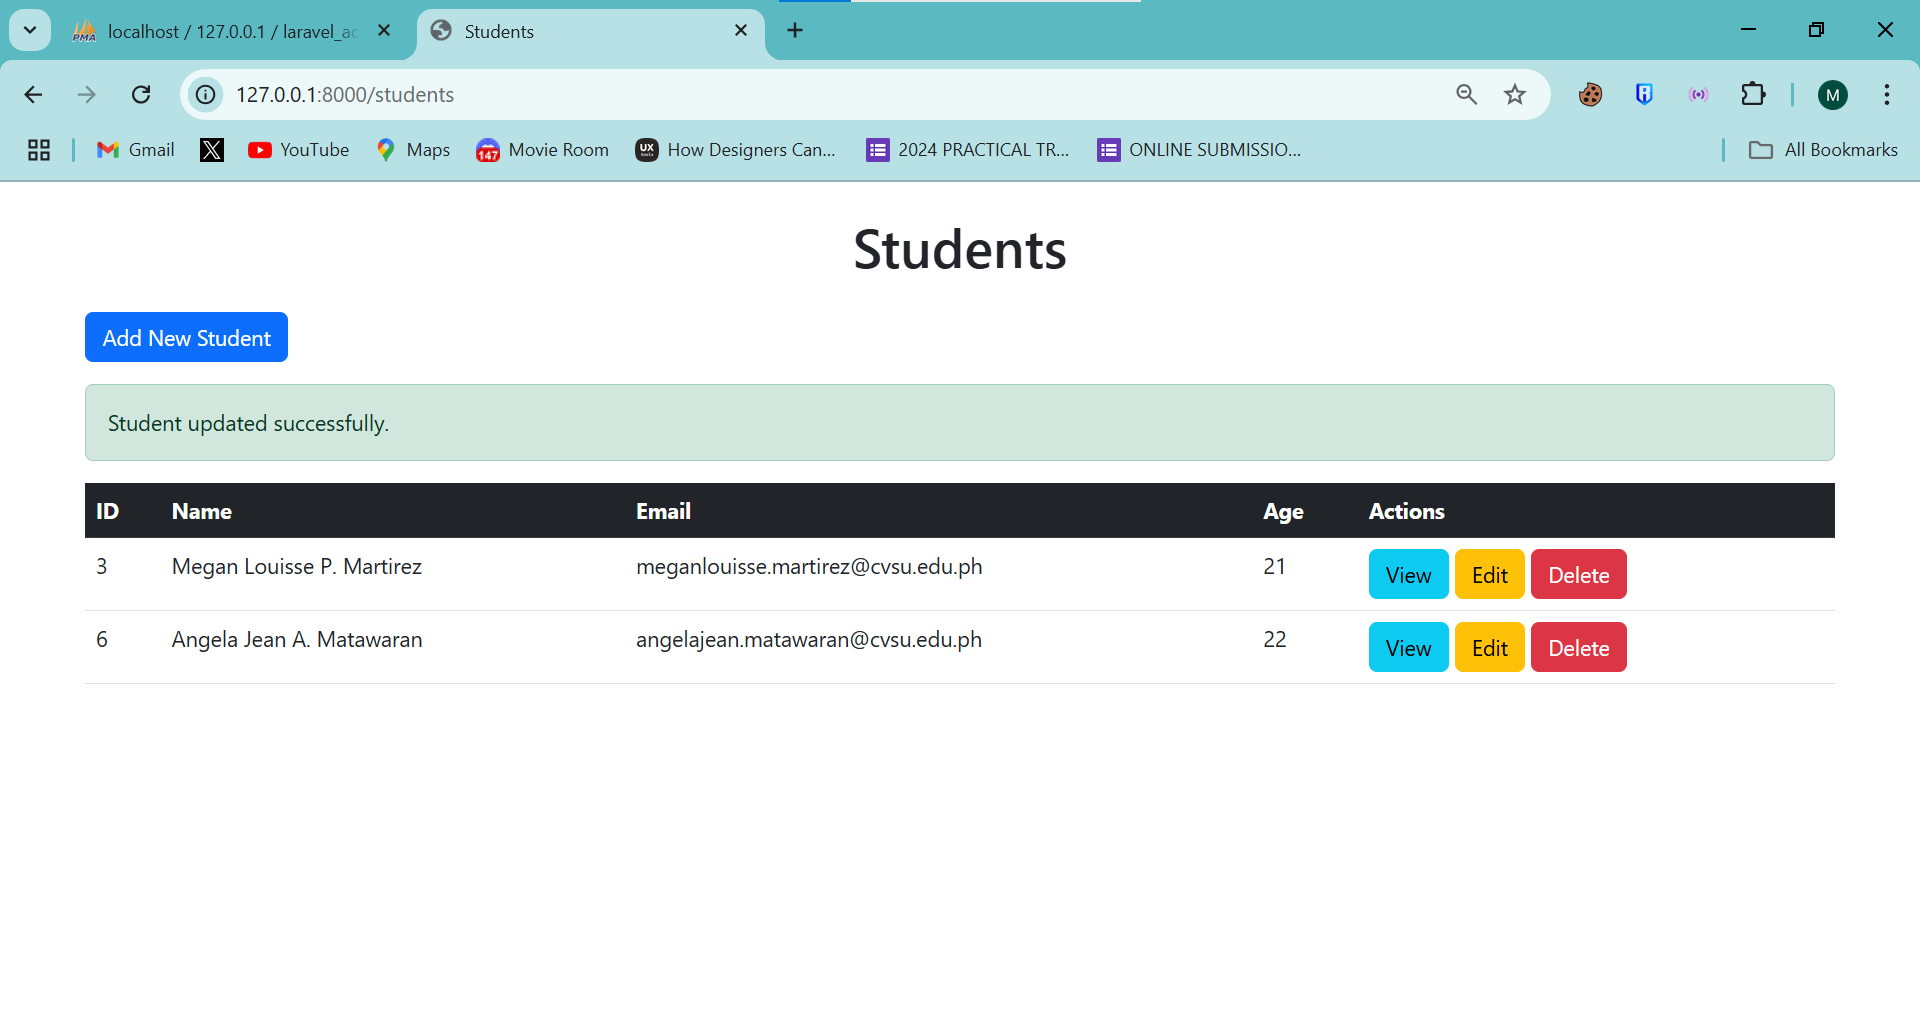 PMA localhost / 127.0.0.1 / laravel_ac
Students
127.0.0.1:8000/students
M
Gmail
YouTube
Maps
147 Movie Room
UX How Designers Can...
2024 PRACTICAL TR...
ONLINE SUBMISSIO...
All Bookmarks
Students
Add New Student
Student updated successfully.
ID Name Email Age Actions
3 Megan Louisse P. Martirez meganlouisse.martirez@cvsu.edu.ph 21 View Edit Delete
6 Angela Jean A. Matawaran angelajean.matawaran@cvsu.edu.ph 22 View Edit Delete